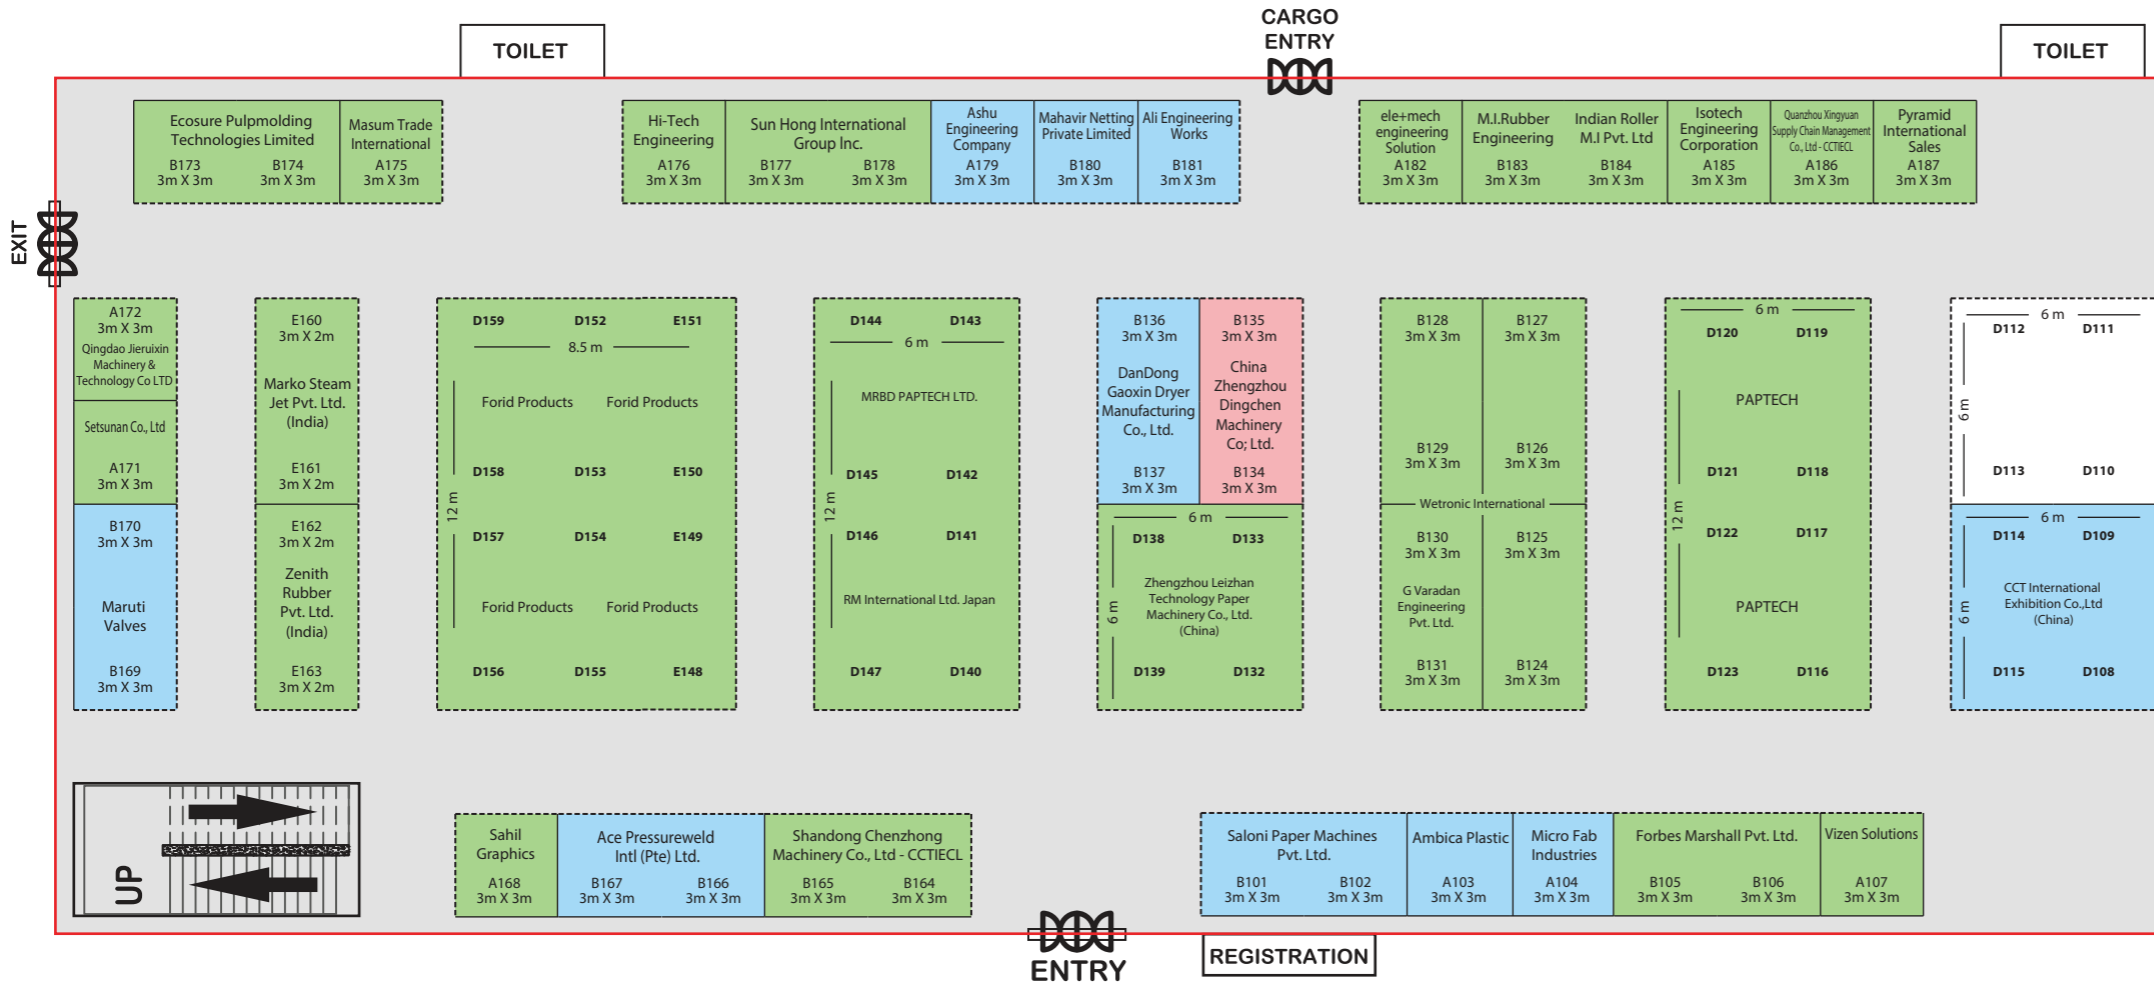 CARGO
ENTRY
TOILET
TOILET
EXIT
Ecosure Pulpmolding
Technologies Limited
B173
3m X 3m
B174
3m X 3m
Masum Trade
International
A175
3m X 3m
Hi-Tech
Engineering
A176
3m X 3m
Sun Hong International
Group Inc.
B177
3m X 3m
B178
3m X 3m
Ashu
Engineering
Company
A179
3m X 3m
Mahavir Netting
Private Limited
B180
3m X 3m
Ali Engineering
Works
B181
3m X 3m
ele+mech
engineering
Solution
A182
3m X 3m
M.I.Rubber
Engineering
B183
3m X 3m
Indian Roller
M.I Pvt. Ltd
B184
3m X 3m
Isotech
Engineering
Corporation
A185
3m X 3m
Quanzhou Xingyuan
Supply Chain Management
Co., Ltd - CCTIECL
A186
3m X 3m
Pyramid
International
Sales
A187
3m X 3m
A172
3m X 3m
Qingdao Jieruixin
Machinery &
Technology Co LTD
Setsunan Co., Ltd
A171
3m X 3m
B170
3m X 3m
Maruti
Valves
B169
3m X 3m
E160
3m X 2m
Marko Steam
Jet Pvt. Ltd.
(India)
E161
3m X 2m
E162
3m X 2m
Zenith
Rubber
Pvt. Ltd.
(India)
E163
3m X 2m
D159 D152 E151
8.5 m
Forid Products Forid Products
D158 D153 E150
12 m
D157 D154 E149
Forid Products Forid Products
D156 D155 E148
D144 D143
6 m
MRBD PAPTECH LTD.
D145 D142
12 m
D146 D141
RM International Ltd. Japan
D147 D140
B136
3m X 3m
DanDong
Gaoxin Dryer
Manufacturing
Co., Ltd.
B137
3m X 3m
B135
3m X 3m
China
Zhengzhou
Dingchen
Machinery
Co; Ltd.
B134
3m X 3m
6 m
D138 D133
Zhengzhou Leizhan
Technology Paper
Machinery Co., Ltd.
(China)
6 m
D139 D132
B128
3m X 3m
B127
3m X 3m
B129
3m X 3m
B126
3m X 3m
Wetronic International
B130
3m X 3m
B125
3m X 3m
G Varadan
Engineering
Pvt. Ltd.
B131
3m X 3m
B124
3m X 3m
6 m
D120 D119
PAPTECH
D121 D118
12 m
D122 D117
PAPTECH
D123 D116
6 m
D112 D111
6 m
D113 D110
6 m
D114 D109
CCT International
Exhibition Co.,Ltd
(China)
6 m
D115 D108
UP
Sahil
Graphics
A168
3m X 3m
Ace Pressureweld
Intl (Pte) Ltd.
B167
3m X 3m
B166
3m X 3m
Shandong Chenzhong
Machinery Co., Ltd - CCTIECL
B165
3m X 3m
B164
3m X 3m
Saloni Paper Machines
Pvt. Ltd.
B101
3m X 3m
B102
3m X 3m
Ambica Plastic
A103
3m X 3m
Micro Fab
Industries
A104
3m X 3m
Forbes Marshall Pvt. Ltd.
B105
3m X 3m
B106
3m X 3m
Vizen Solutions
A107
3m X 3m
ENTRY
REGISTRATION